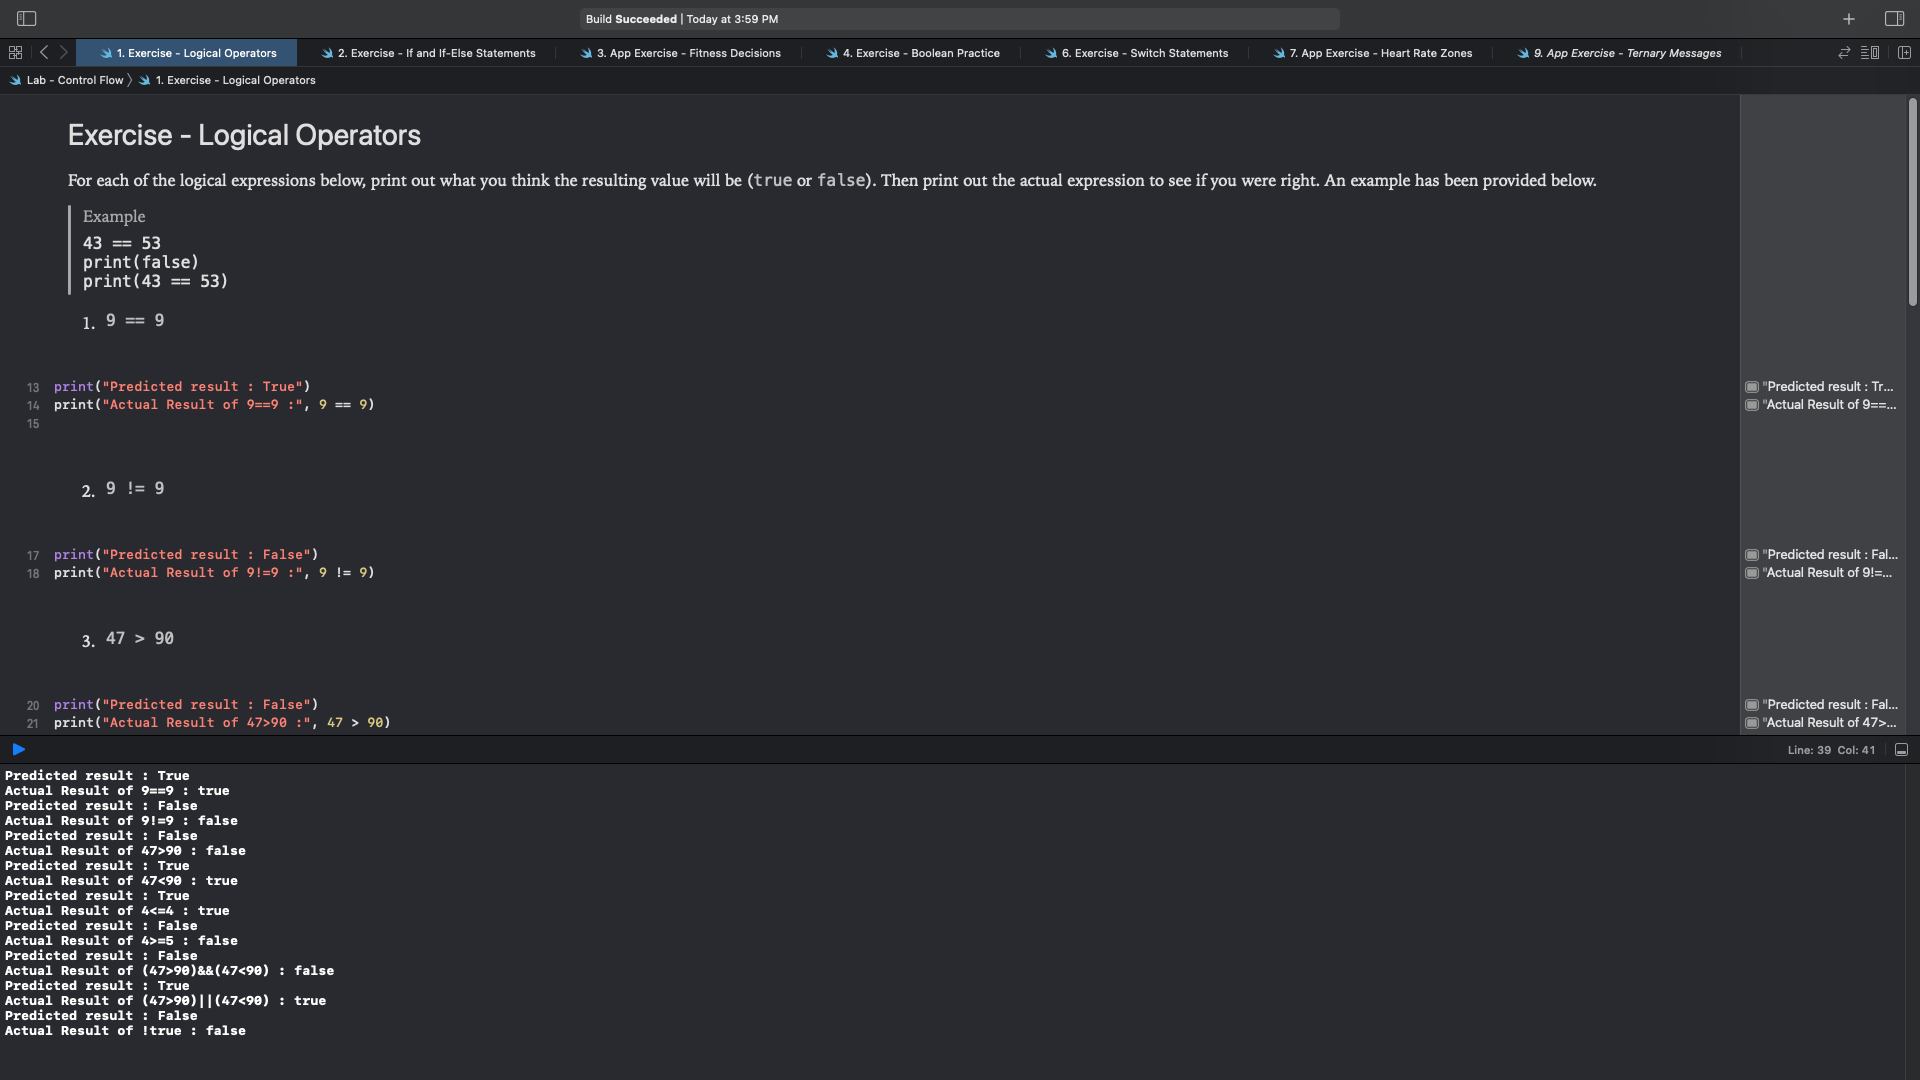 Build Succeeded | Today at 3:59 PM
1. Exercise - Logical Operators
2. Exercise - If and If-Else Statements
3. App Exercise - Fitness Decisions
4. Exercise - Boolean Practice
6. Exercise - Switch Statements
7. App Exercise - Heart Rate Zones
9. App Exercise - Ternary Messages
Lab - Control Flow 〉 1. Exercise - Logical Operators
Exercise - Logical Operators
For each of the logical expressions below, print out what you think the resulting value will be (true or false). Then print out the actual expression to see if you were right. An example has been provided below.
Example
43 == 53
print(false)
print(43 == 53)
1. 9 == 9
13 print("Predicted result : True")
"Predicted result : Tr...
14 print("Actual Result of 9==9 :", 9 == 9)
"Actual Result of 9==...
15
2. 9 != 9
17 print("Predicted result : False")
"Predicted result : Fal...
18 print("Actual Result of 9!=9 :", 9 != 9)
"Actual Result of 9!=...
3. 47 > 90
20 print("Predicted result : False")
"Predicted result : Fal...
21 print("Actual Result of 47>90 :", 47 > 90)
"Actual Result of 47>...
Line: 39 Col: 41
Predicted result : True
Actual Result of 9==9 : true
Predicted result : False
Actual Result of 9!=9 : false
Predicted result : False
Actual Result of 47>90 : false
Predicted result : True
Actual Result of 47<90 : true
Predicted result : True
Actual Result of 4<=4 : true
Predicted result : False
Actual Result of 4>=5 : false
Predicted result : False
Actual Result of (47>90)&&(47<90) : false
Predicted result : True
Actual Result of (47>90)||(47<90) : true
Predicted result : False
Actual Result of !true : false